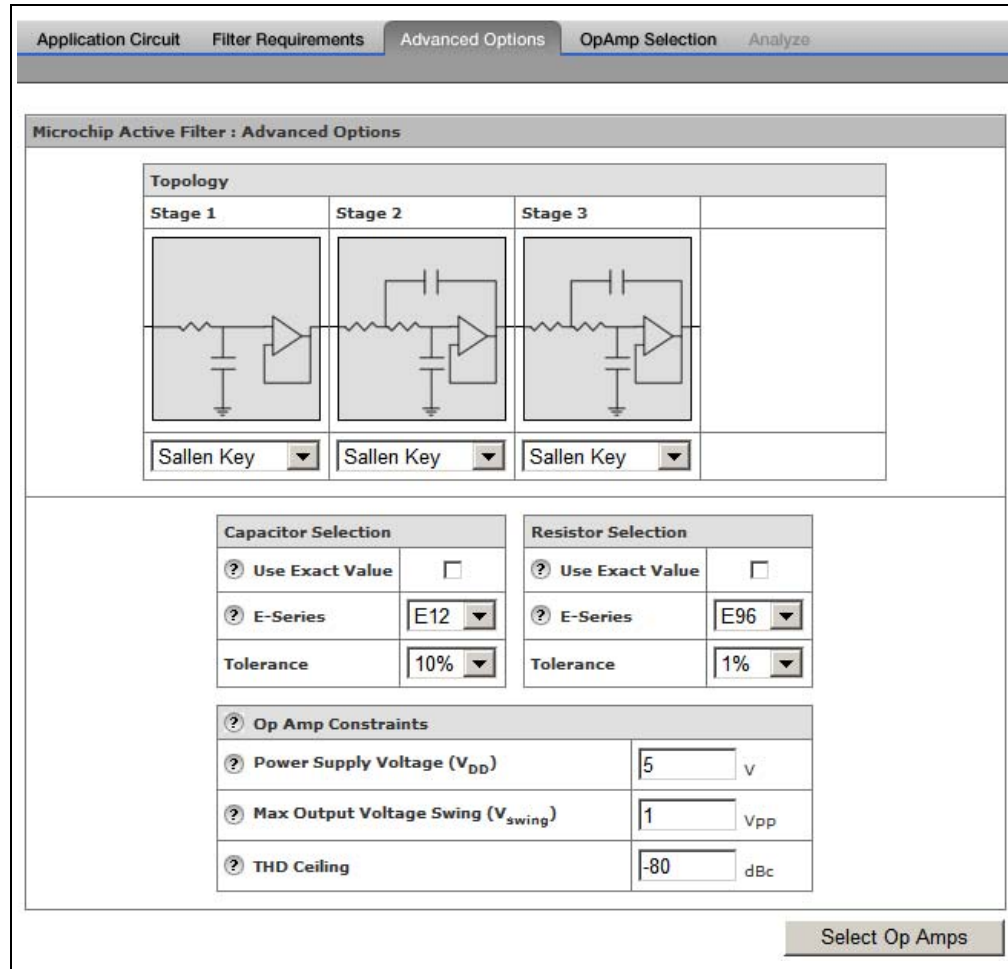 Application Circuit Filter Requirements Advanced Options OpAmp Selection Analyze
Microchip Active Filter : Advanced Options
Topology
Stage 1 Stage 2 Stage 3
Sallen Key Sallen Key Sallen Key
Capacitor Selection
? Use Exact Value
? E-Series E12
Tolerance 10%
Resistor Selection
? Use Exact Value
? E-Series E96
Tolerance 1%
? Op Amp Constraints
? Power Supply Voltage (VDD) 5 V
? Max Output Voltage Swing (Vswing) 1 Vpp
? THD Ceiling -80 dBc
Select Op Amps